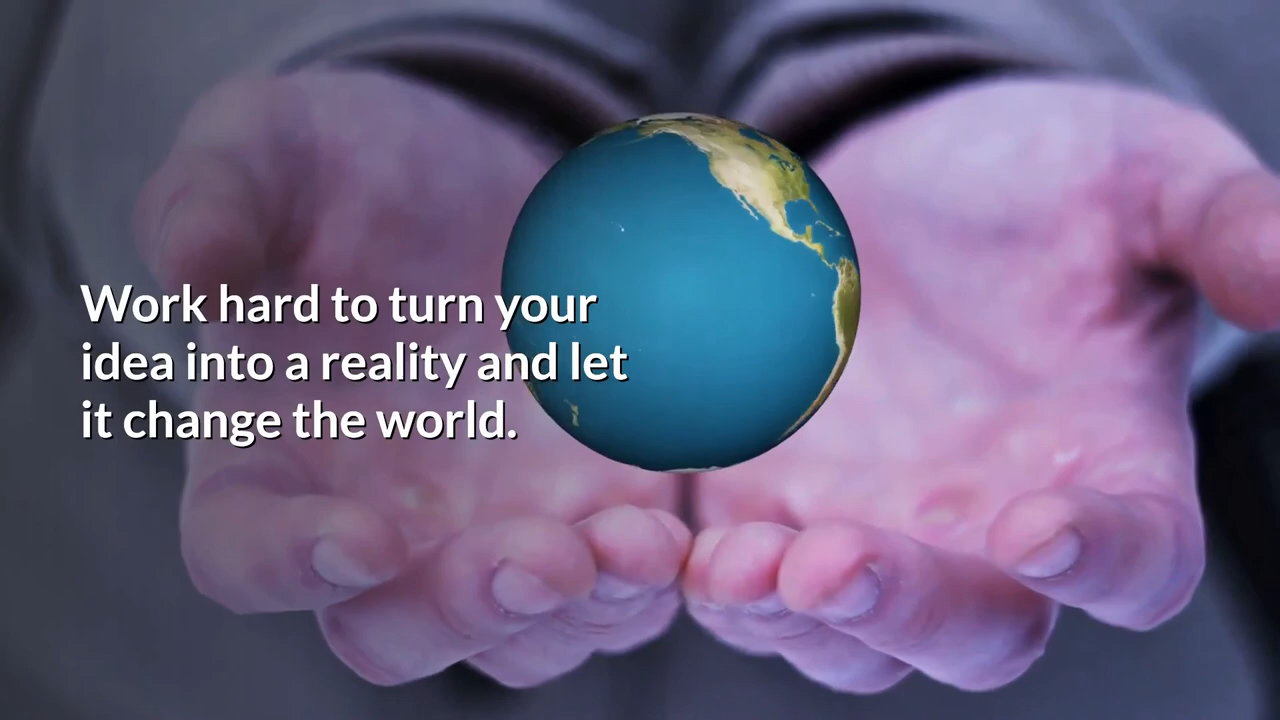 Work hard to turn your
idea into a reality and let
it change the world.